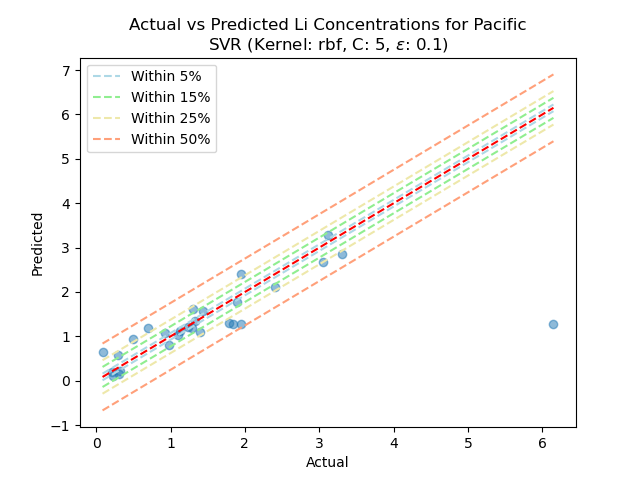 Actual vs Predicted Li Concentrations for Pacific
SVR (Kernel: rbf, C: 5, ε: 0.1)
Within 5%
Within 15%
Within 25%
Within 50%
7
6
5
4
3
2
1
0
−1
Predicted
0 1 2 3 4 5 6
Actual